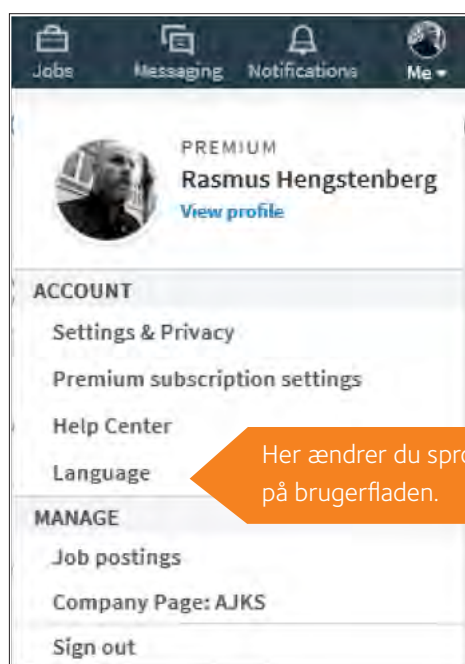 Jobs Messaging Notifications Me
PREMIUM
Rasmus Hengstenberg
View profile
ACCOUNT
Settings & Privacy
Premium subscription settings
Help Center
Language
Her ændrer du spro
på brugerfladen.
MANAGE
Job postings
Company Page: AJKS
Sign out